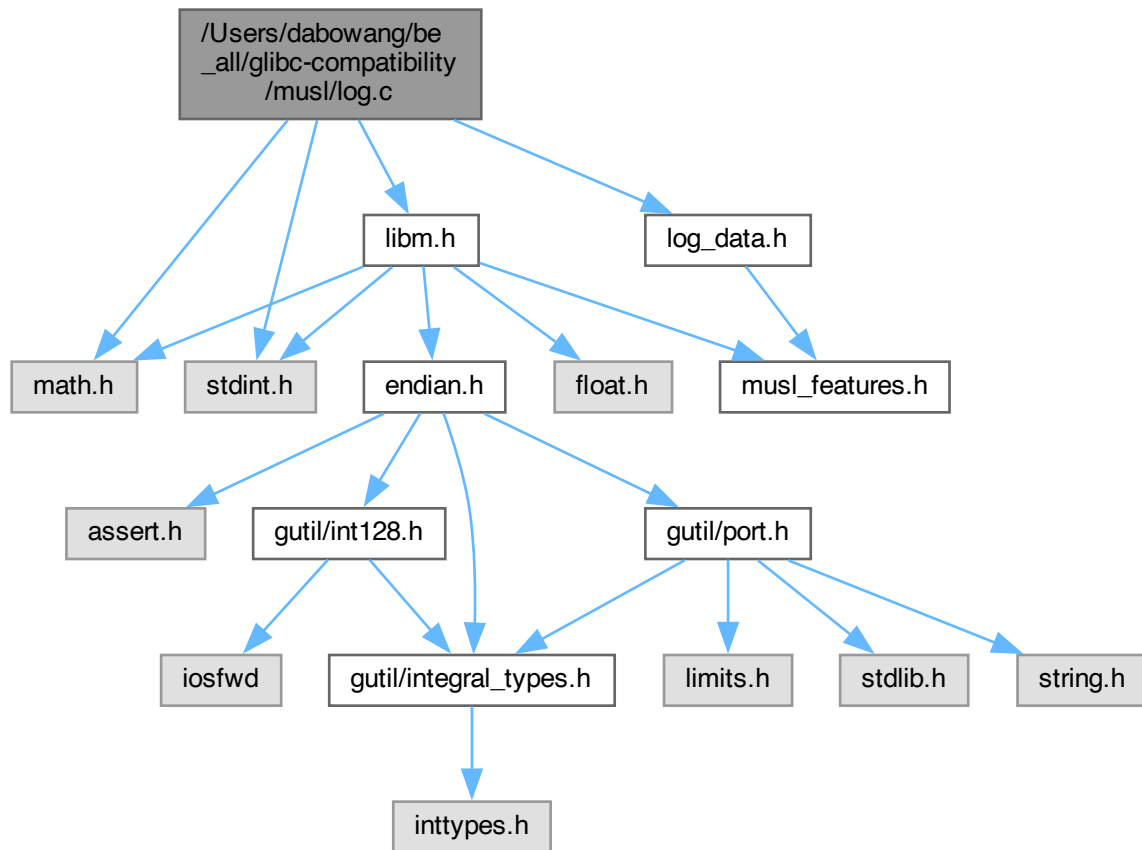 /Users/dabowang/be
_all/glibc-compatibility
/musl/log.c
libm.h
log_data.h
math.h
stdint.h
endian.h
float.h
musl_features.h
assert.h
gutil/int128.h
gutil/port.h
iosfwd
gutil/integral_types.h
limits.h
stdlib.h
string.h
inttypes.h